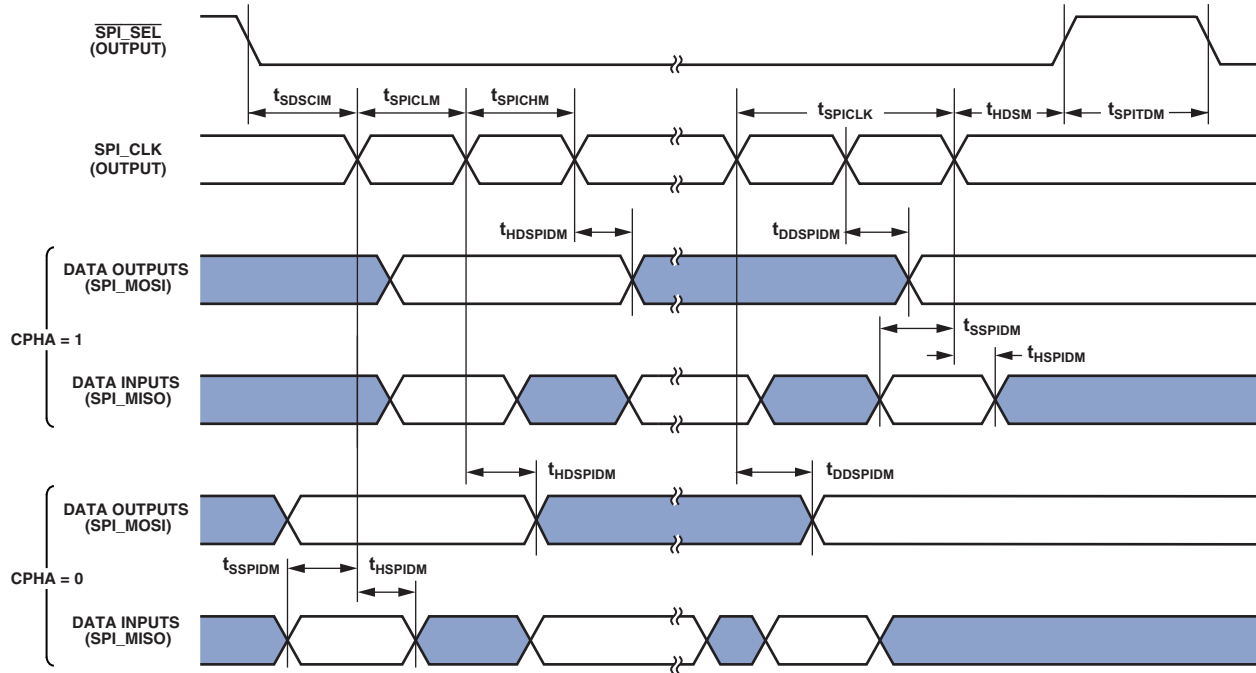 SPI_SEL
(OUTPUT)
tSDSCIM
tSPICLM
tSPICHM
tSPICLK
tHDSM
tSPITDM
SPI_CLK
(OUTPUT)
tHDSPIDM
tDDSPIDM
DATA OUTPUTS
(SPI_MOSI)
CPHA = 1
tSSPIDM
tHSPIDM
DATA INPUTS
(SPI_MISO)
tHDSPIDM
tDDSPIDM
DATA OUTPUTS
(SPI_MOSI)
CPHA = 0
tSSPIDM
tHSPIDM
DATA INPUTS
(SPI_MISO)